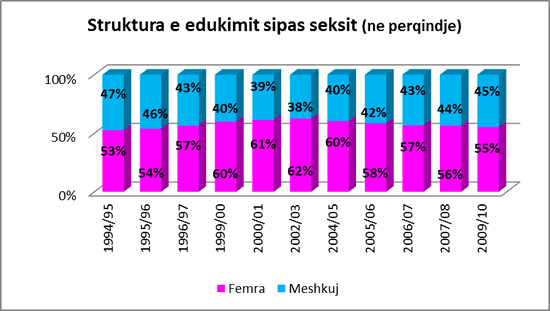 Struktura e edukimit sipas seksit (ne perqindje)
100%
50%
0%
47% 46% 43% 40% 39% 38% 40% 42% 43% 44% 45%
53% 54% 57% 60% 61% 62% 60% 58% 57% 56% 55%
1994/95 1995/96 1996/97 1999/00 2000/01 2002/03 2004/05 2005/06 2006/07 2007/08 2009/10
Femra Meshkuj